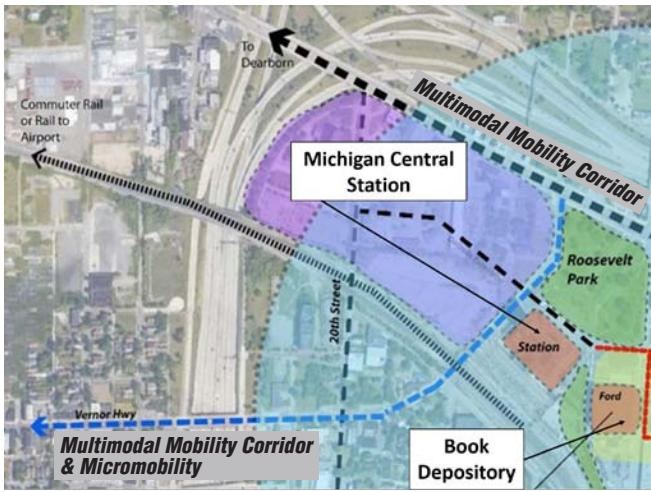 To
Dearborn
Commuter Rail
or Rail to
Airport
Multimodal Mobility Corridor
Michigan Central
Station
Roosevelt
Park
20th Street
Station
Ford
Vernor Hwy
Multimodal Mobility Corridor
& Micromobility
Book
Depository